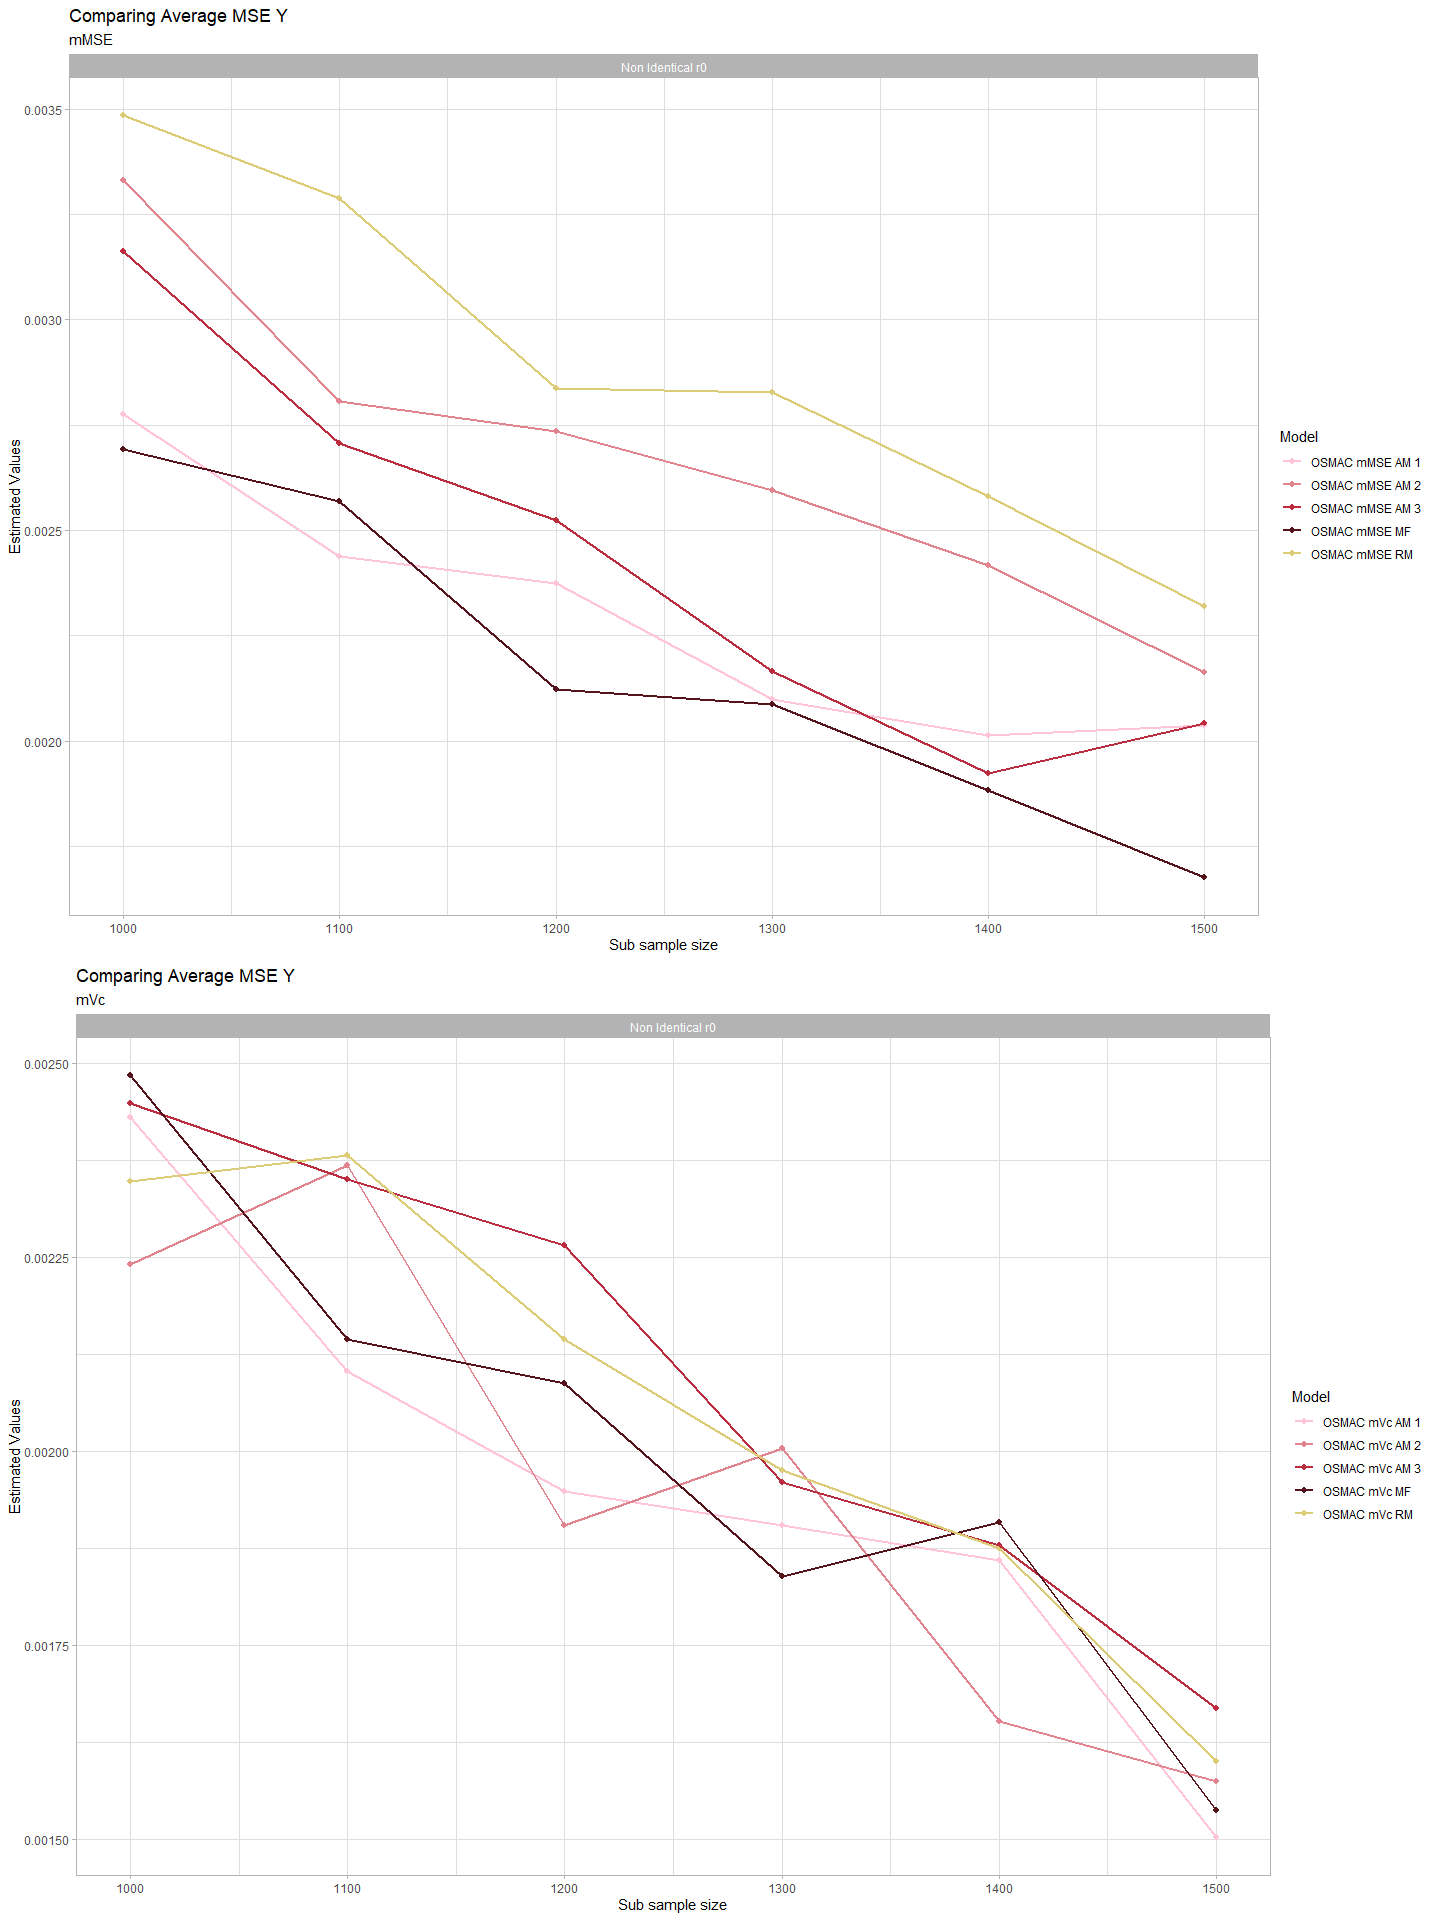 Comparing Average MSE Y
mMSE
Non Identical r0
0.0035
0.0030
0.0025
0.0020
Estimated Values
1000 1100 1200 1300 1400 1500
Sub sample size
Model
OSMAC mMSE AM 1
OSMAC mMSE AM 2
OSMAC mMSE AM 3
OSMAC mMSE MF
OSMAC mMSE RM
Comparing Average MSE Y
mVc
Non Identical r0
0.00250
0.00225
0.00200
0.00175
0.00150
Estimated Values
1000 1100 1200 1300 1400 1500
Sub sample size
Model
OSMAC mVc AM 1
OSMAC mVc AM 2
OSMAC mVc AM 3
OSMAC mVc MF
OSMAC mVc RM